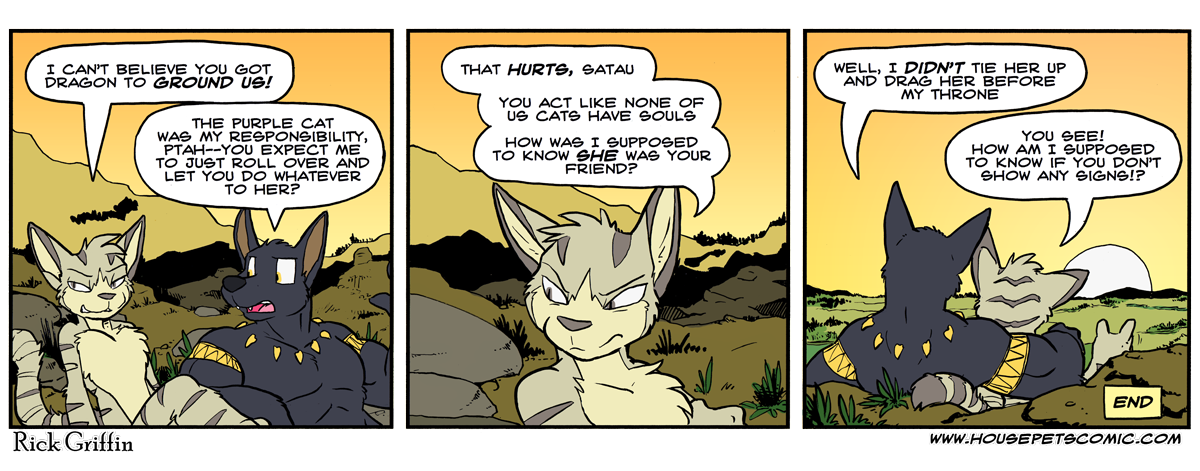 I CAN'T BELIEVE YOU GOT
DRAGON TO GROUND US!
THE PURPLE CAT
WAS MY RESPONSIBILITY,
PTAH--YOU EXPECT ME
TO JUST ROLL OVER AND
LET YOU DO WHATEVER
TO HER?
THAT HURTS, SATAU
YOU ACT LIKE NONE OF
US CATS HAVE SOULS
HOW WAS I SUPPOSED
TO KNOW SHE WAS YOUR
FRIEND?
WELL, I DIDN'T TIE HER UP
AND DRAG HER BEFORE
MY THRONE
YOU SEE!
HOW AM I SUPPOSED
TO KNOW IF YOU DON'T
SHOW ANY SIGNS!?
END
Rick Griffin
WWW.HOUSEPETSCOMIC.COM